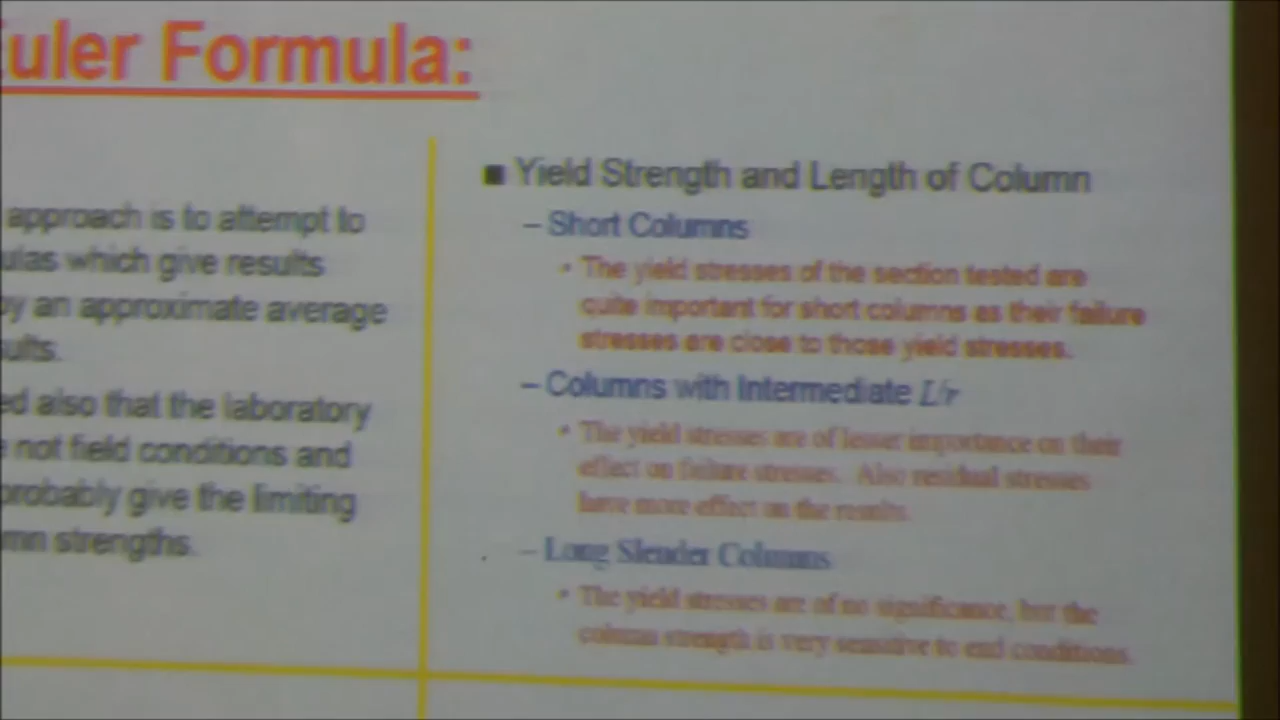 uler Formula:
approach is to attempt to
ulas which give results
by an approximate average
ults.
ed also that the laboratory
e not field conditions and
probably give the limiting
mn strengths.
■ Yield Strength and Length of Column
– Short Columns
• The yield stresses of the section tested are
quite important for short columns as their failure
stresses are close to those yield stresses.
– Columns with Intermediate L/r
• The yield stresses are of lesser importance on their
effect on failure stresses. Also residual stresses
have more effect on the results.
– Long Slender Columns
• The yield stresses are of no significance, but the
column strength is very sensitive to end conditions.